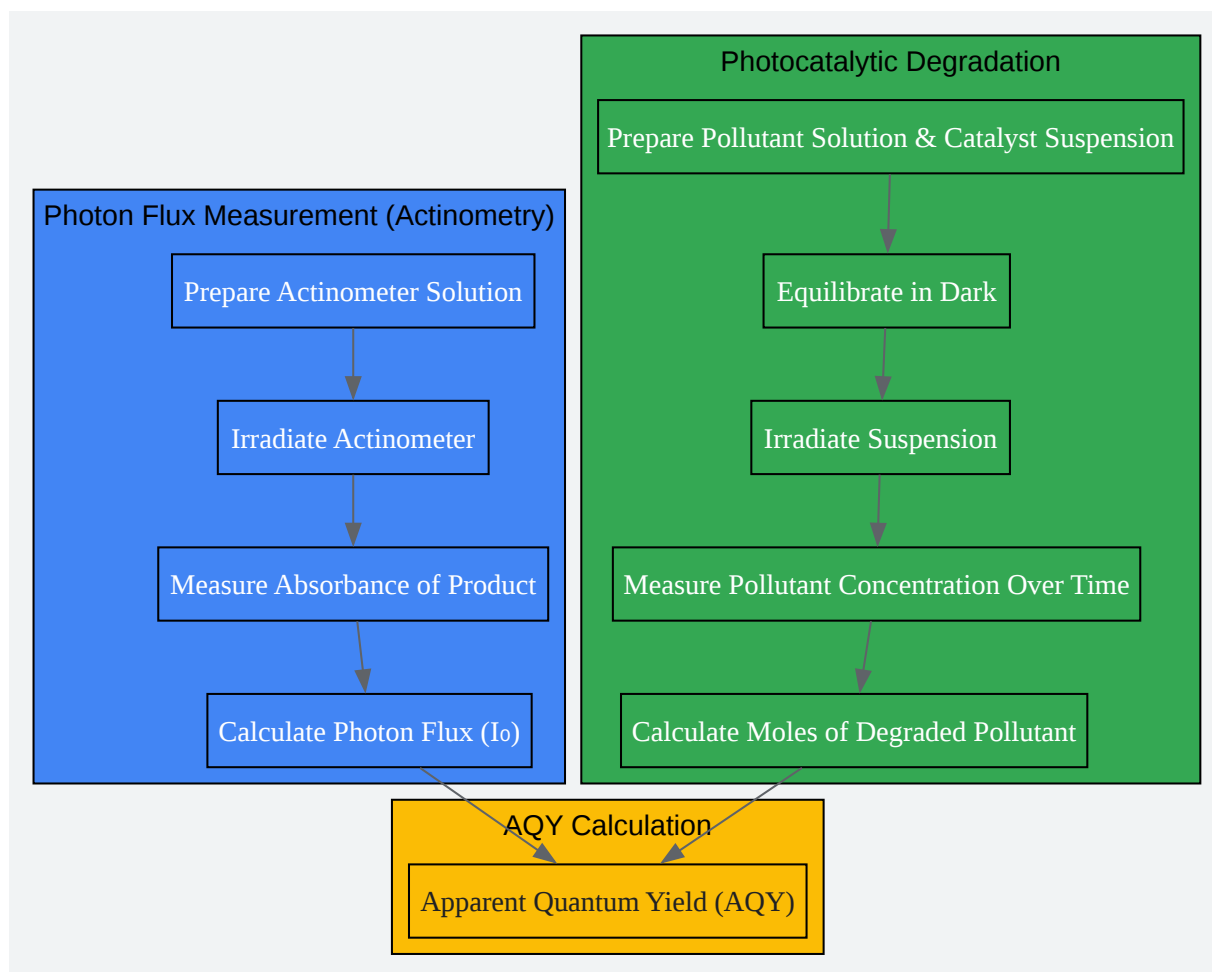 Photocatalytic Degradation
Prepare Pollutant Solution & Catalyst Suspension
Equilibrate in Dark
Irradiate Suspension
Measure Pollutant Concentration Over Time
Calculate Moles of Degraded Pollutant
Photon Flux Measurement (Actinometry)
Prepare Actinometer Solution
Irradiate Actinometer
Measure Absorbance of Product
Calculate Photon Flux (I₀)
AQY Calculation
Apparent Quantum Yield (AQY)